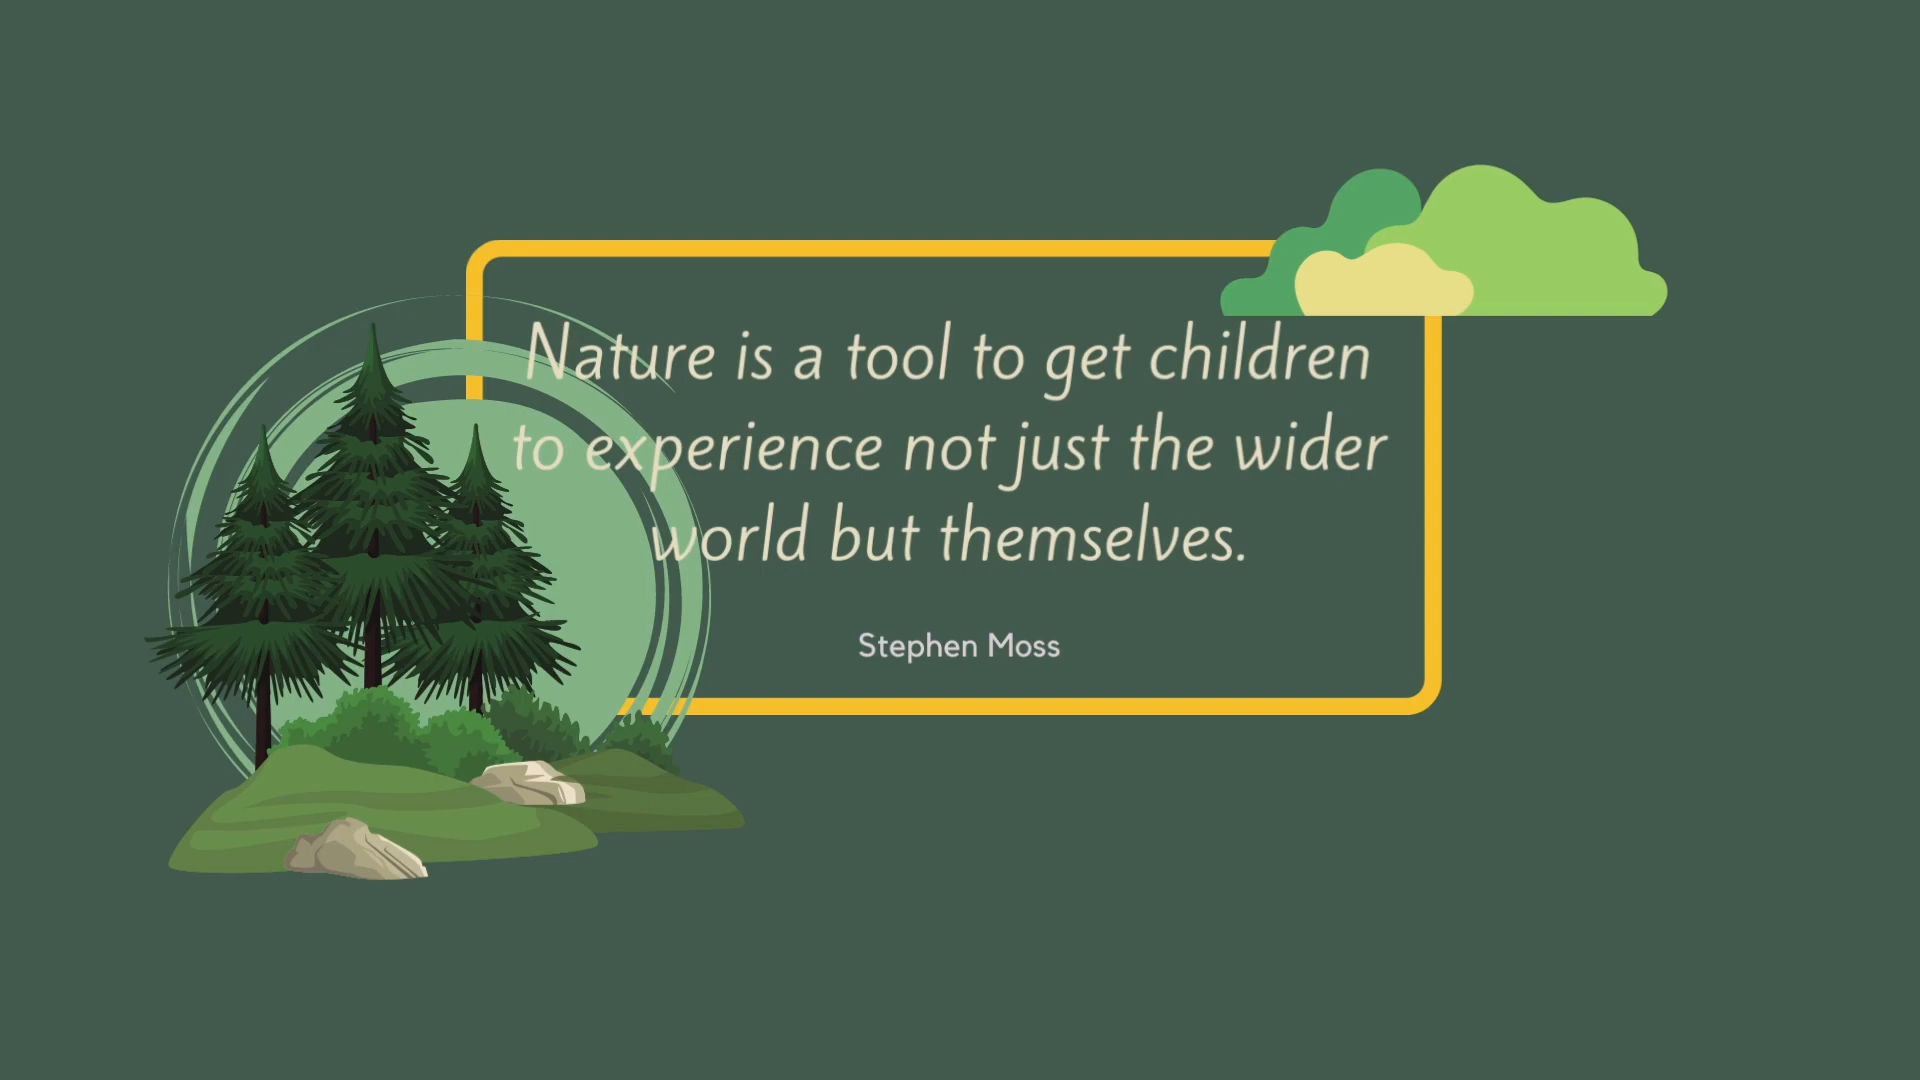 Nature is a tool to get children
to experience not just the wider
world but themselves.
Stephen Moss